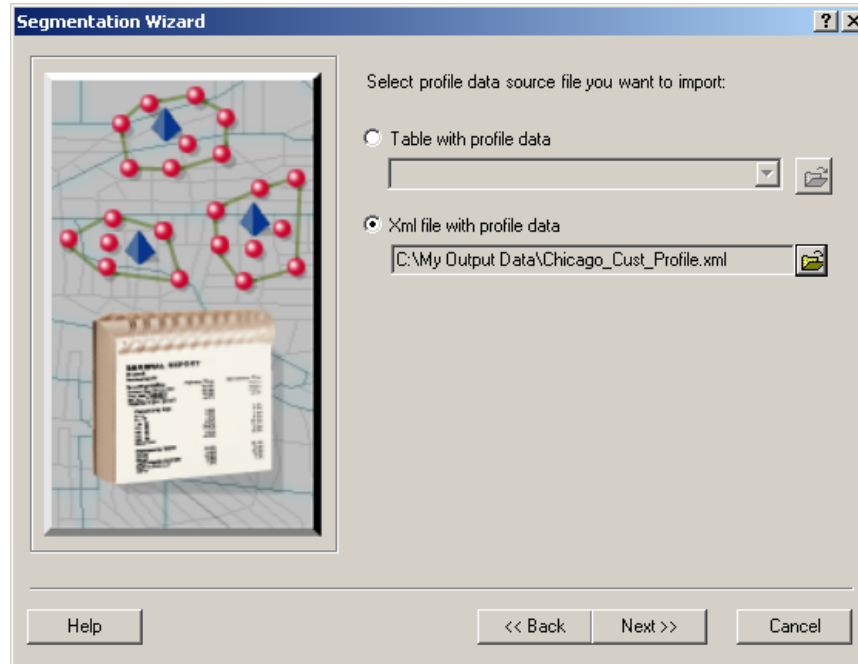 Segmentation Wizard
Select profile data source file you want to import:
Table with profile data
Xml file with profile data
C:\My Output Data\Chicago_Cust_Profile.xml
Help
<< Back
Next >>
Cancel